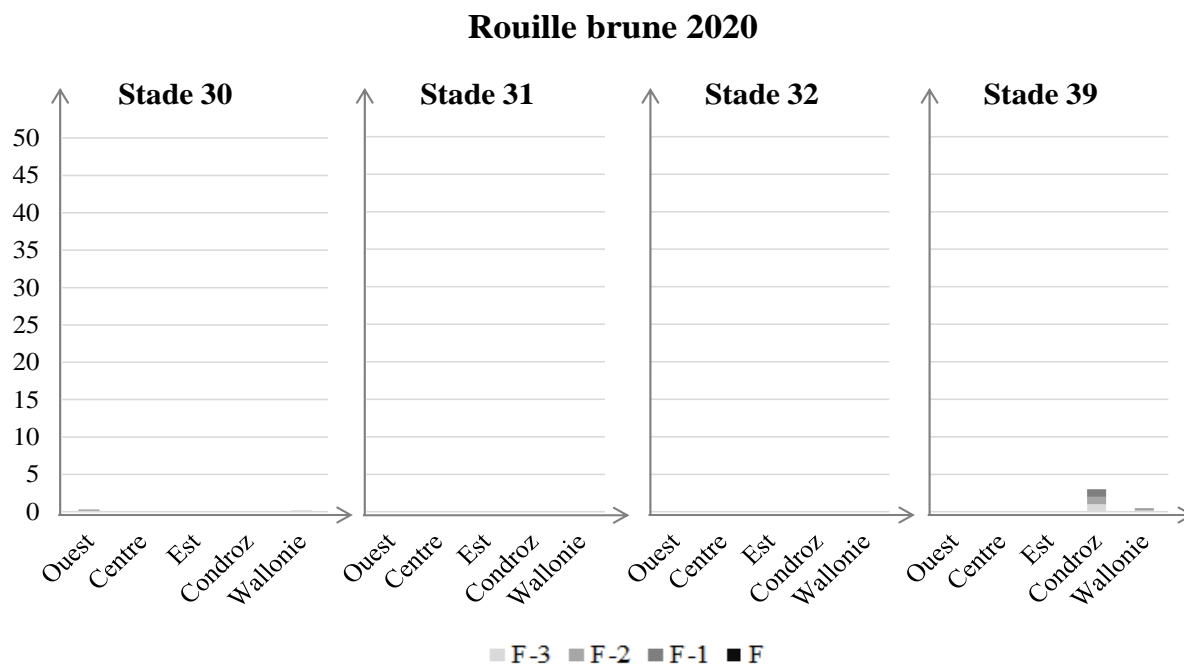 Rouille brune 2020
Stade 30 Stade 31 Stade 32 Stade 39
50
45
40
35
30
25
20
15
10
5
0
Ouest Centre Est Condroz Wallonie Ouest Centre Est Condroz Wallonie Ouest Centre Est Condroz Wallonie Ouest Centre Est Condroz Wallonie
F-3 F-2 F-1 F